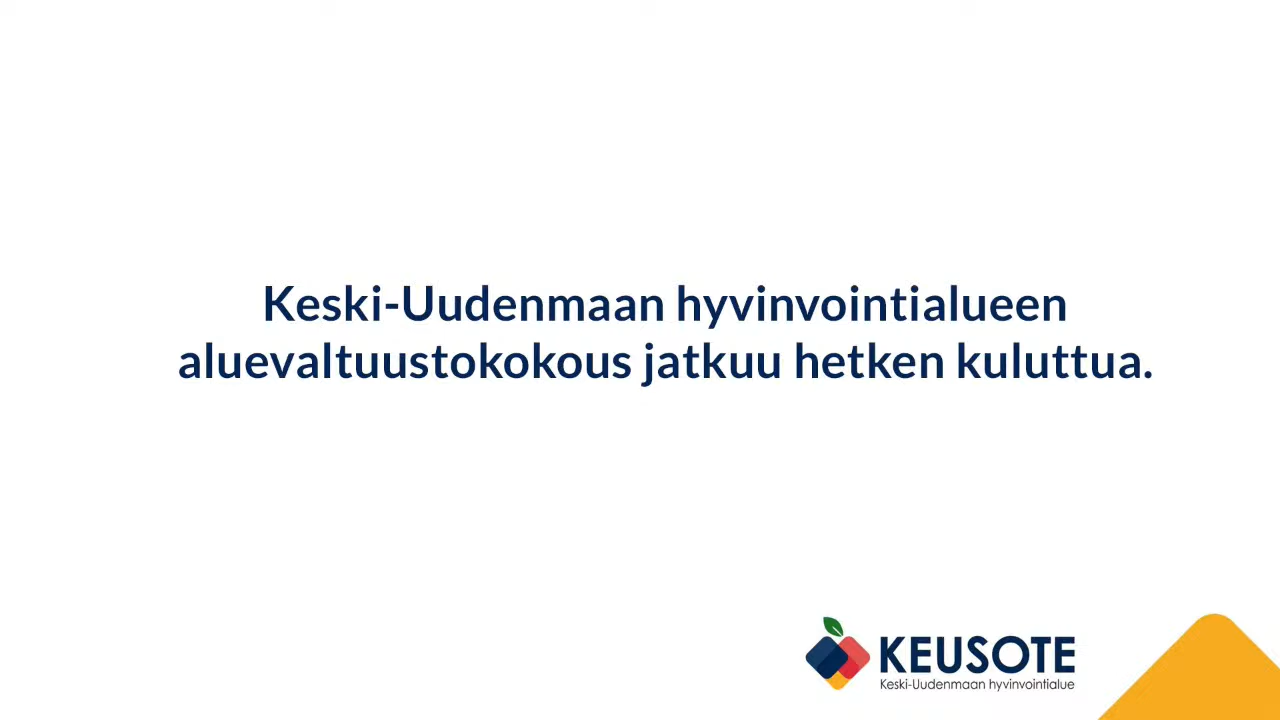 Keski-Uudenmaan hyvinvointialueen
aluevaltuustokokous jatkuu hetken kuluttua.
KEUSOTE
Keski-Uudenmaan hyvinvointialue